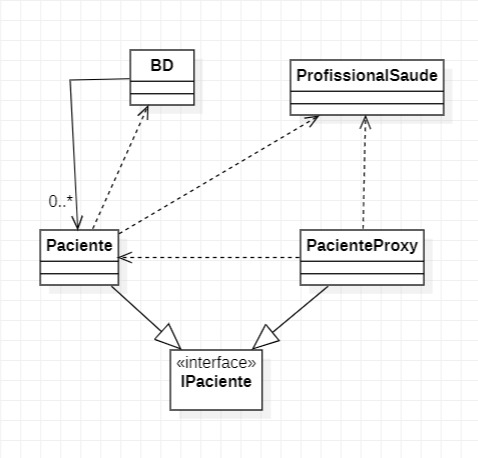 BD
ProfissionalSaude
0..*
Paciente
PacienteProxy
«interface»
IPaciente